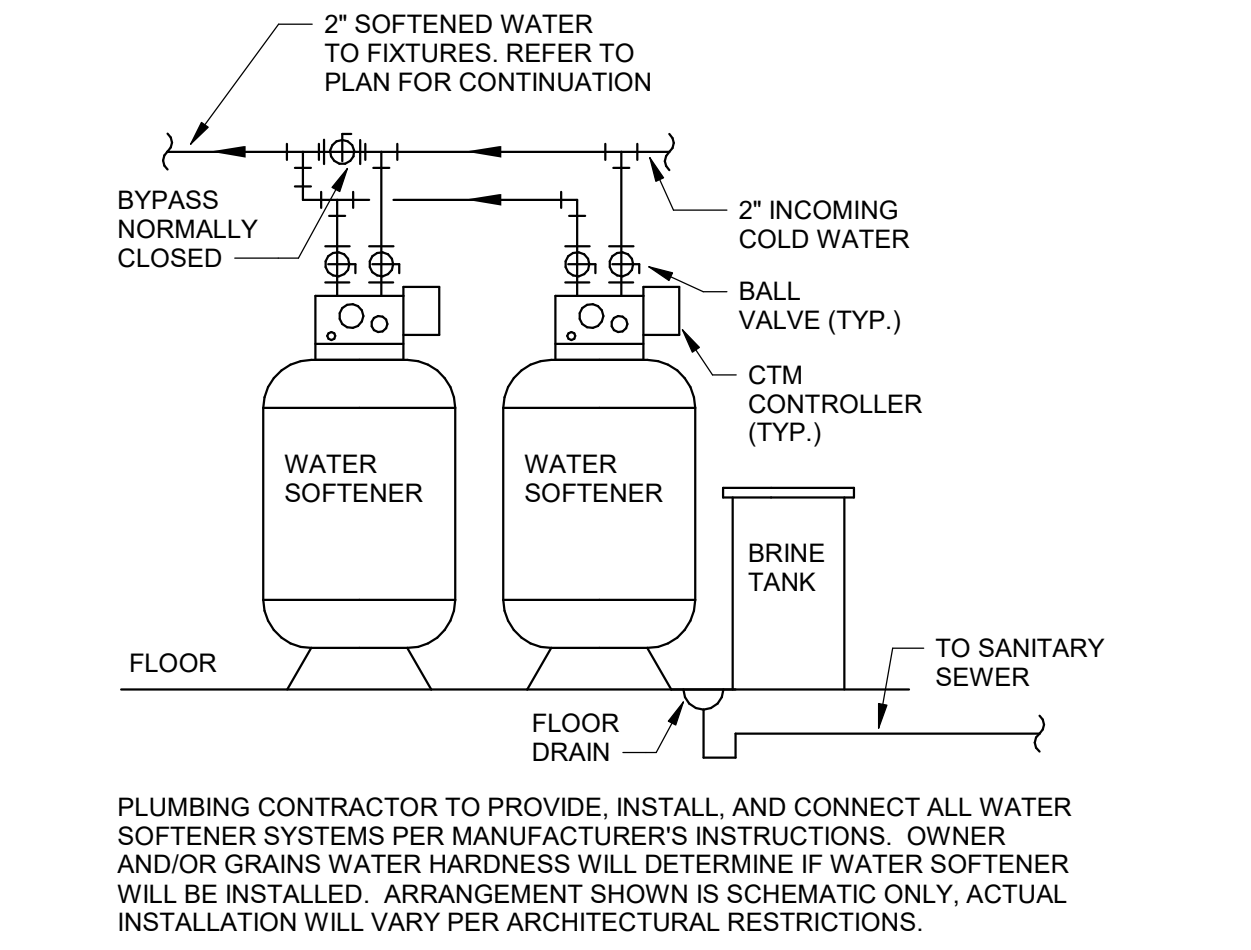 2" SOFTENED WATER
TO FIXTURES. REFER TO
PLAN FOR CONTINUATION
BYPASS
NORMALLY
CLOSED
2" INCOMING
COLD WATER
BALL
VALVE (TYP.)
CTM
CONTROLLER
(TYP.)
WATER
SOFTENER
WATER
SOFTENER
BRINE
TANK
FLOOR
TO SANITARY
SEWER
FLOOR
DRAIN
PLUMBING CONTRACTOR TO PROVIDE, INSTALL, AND CONNECT ALL WATER
SOFTENER SYSTEMS PER MANUFACTURER'S INSTRUCTIONS.  OWNER
AND/OR GRAINS WATER HARDNESS WILL DETERMINE IF WATER SOFTENER
WILL BE INSTALLED.  ARRANGEMENT SHOWN IS SCHEMATIC ONLY, ACTUAL
INSTALLATION WILL VARY PER ARCHITECTURAL RESTRICTIONS.